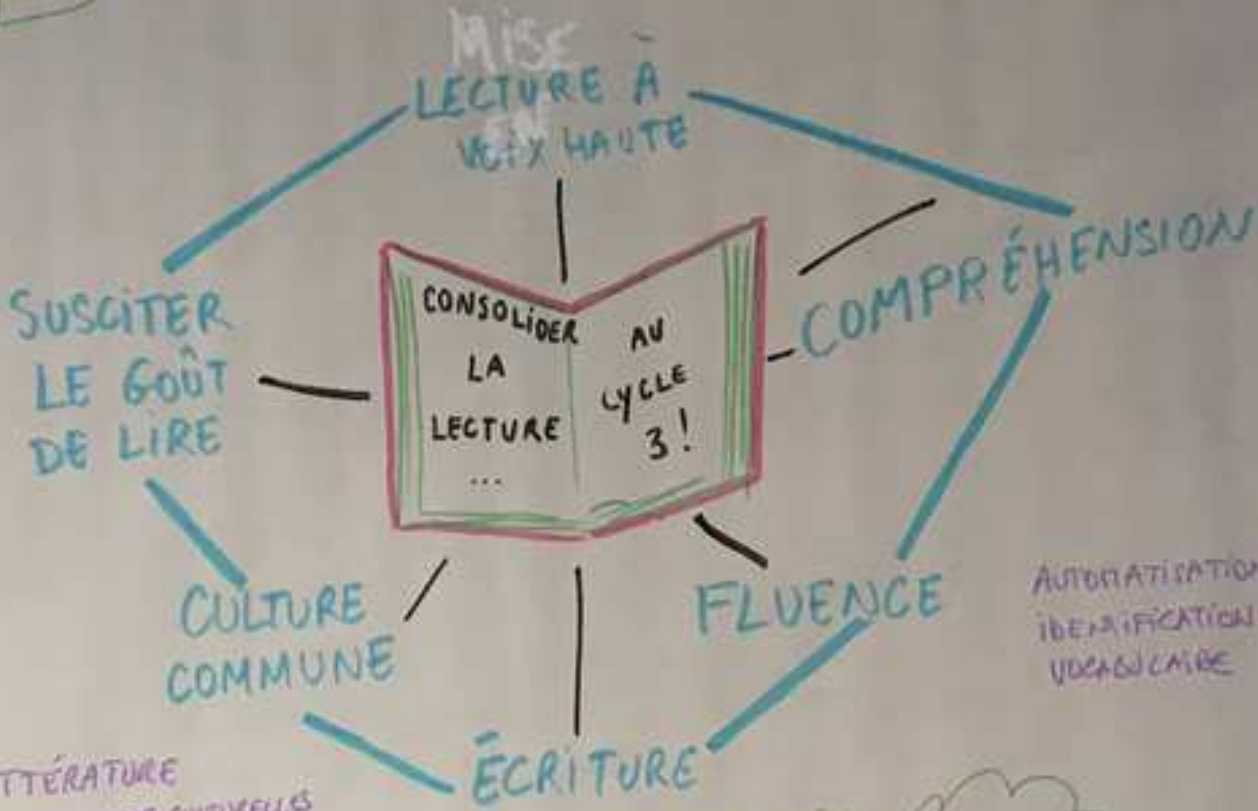 MISE
LECTURE À
EN
VOIX HAUTE
SUSCITER
LE GOÛT
DE LIRE
CONSOLIDER
LA
LECTURE
...
AU
CYCLE
3!
COMPRÉHENSION
CULTURE
COMMUNE
FLUENCE
AUTOMATISATION
IDENTIFICATION
VOCABULAIRE
ÉCRITURE
TTÉRATURE